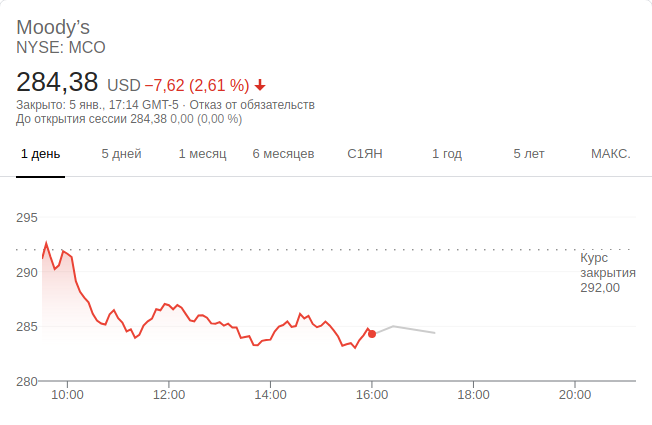 Moody’s
NYSE: MCO
284,38 USD −7,62 (2,61 %)
Закрыто: 5 янв., 17:14 GMT-5 · Отказ от обязательств
До открытия сессии 284,38 0,00 (0,00 %)
1 день 5 дней 1 месяц 6 месяцев С1ЯН 1 год 5 лет МАКС.
295
Курс
закрытия
292,00
290
285
280
10:00 12:00 14:00 16:00 18:00 20:00